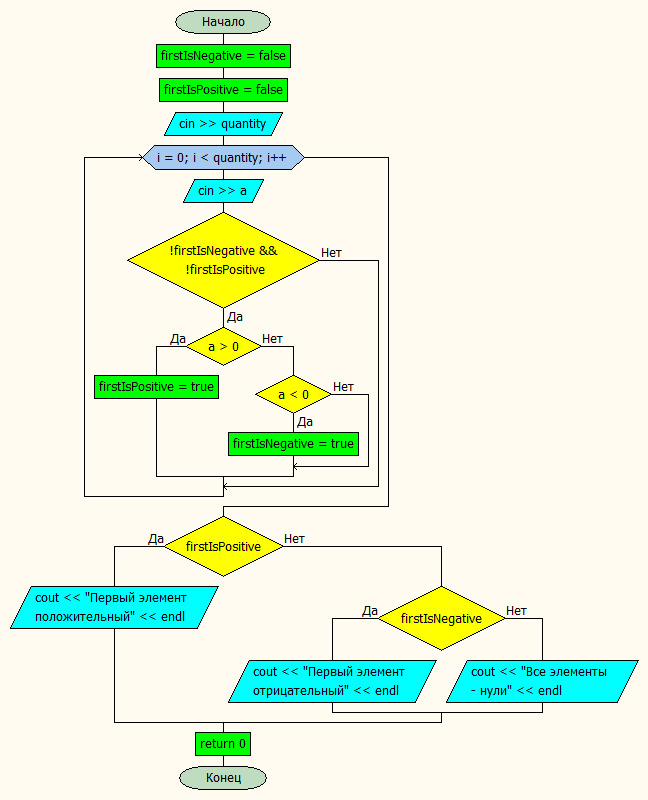 Начало
firstIsNegative = false
firstIsPositive = false
cin >> quantity
i = 0; i < quantity; i++
cin >> a
!firstIsNegative &&
!firstIsPositive
Нет
Да
Да
a > 0
Нет
firstIsPositive = true
a < 0
Нет
Да
firstIsNegative = true
Да
firstIsPositive
Нет
cout << "Первый элемент
положительный" << endl
Да
firstIsNegative
Нет
cout << "Первый элемент
отрицательный" << endl
cout << "Все элементы
- нули" << endl
return 0
Конец